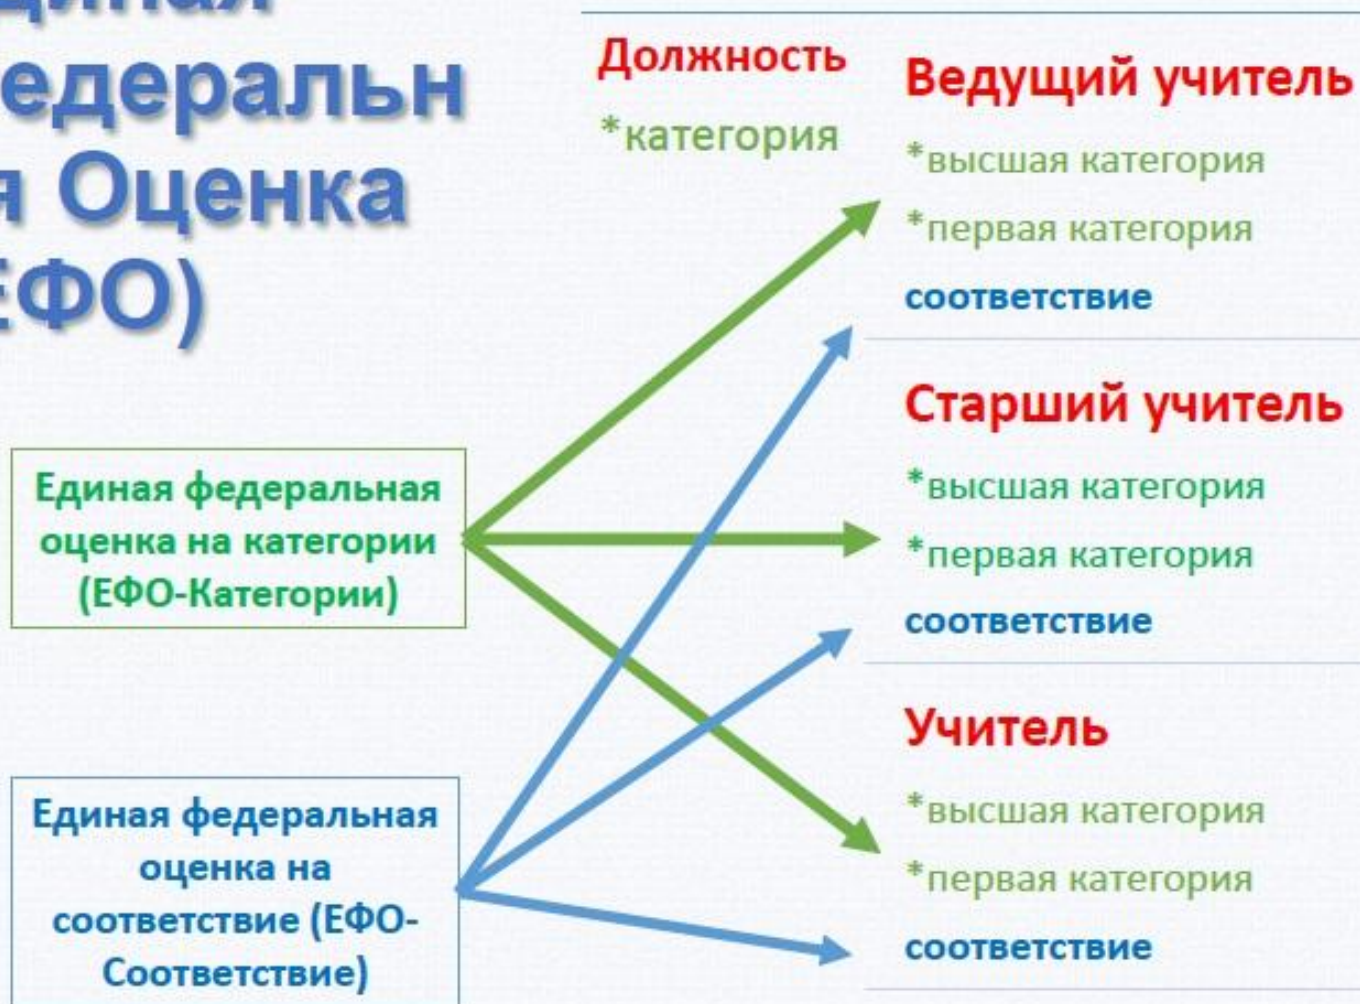 едеральн
я Оценка
ЕФО)
Единая федеральная
оценка на категории
(ЕФО-Категории)
Единая федеральная
оценка на
соответствие (ЕФО-
Соответствие)
Должность
*категория
Ведущий учитель
*высшая категория
*первая категория
соответствие
Старший учитель
*высшая категория
*первая категория
соответствие
Учитель
*высшая категория
*первая категория
соответствие